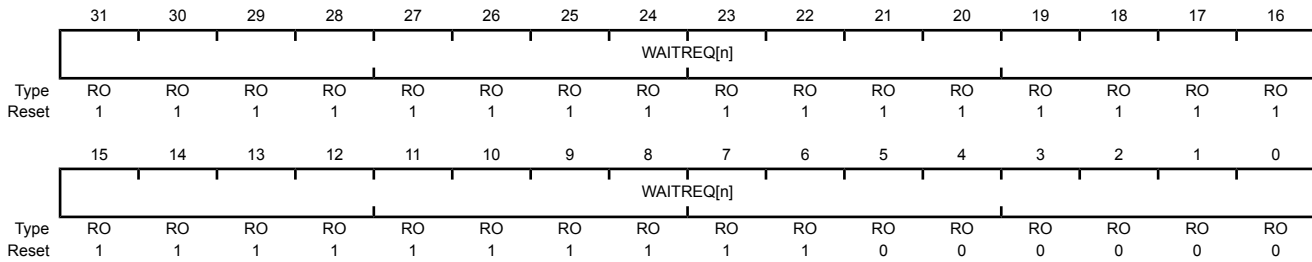 31 30 29 28 27 26 25 24 23 22 21 20 19 18 17 16
WAITREQ[n]
Type RO RO RO RO RO RO RO RO RO RO RO RO RO RO RO RO
Reset 1 1 1 1 1 1 1 1 1 1 1 1 1 1 1 1
15 14 13 12 11 10 9 8 7 6 5 4 3 2 1 0
WAITREQ[n]
Type RO RO RO RO RO RO RO RO RO RO RO RO RO RO RO RO
Reset 1 1 1 1 1 1 1 1 1 1 0 0 0 0 0 0